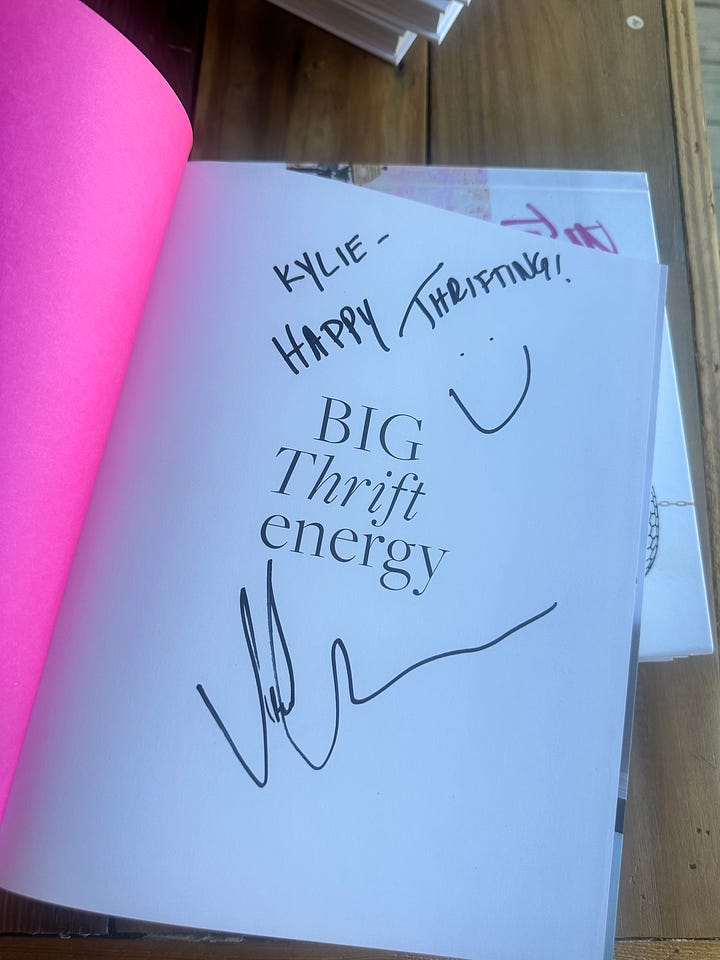 KYLIE -
HAPPY THRIFTING!
BIG
Thrift
energy